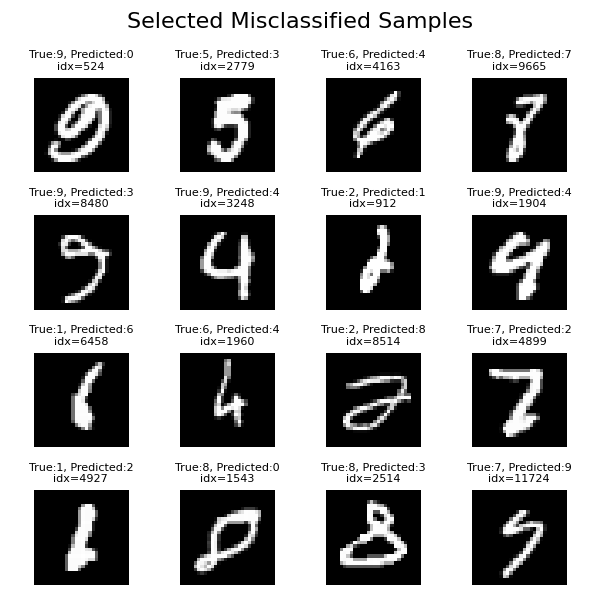 Selected Misclassified Samples
True:9, Predicted:0
idx=524
True:5, Predicted:3
idx=2779
True:6, Predicted:4
idx=4163
True:8, Predicted:7
idx=9665
True:9, Predicted:3
idx=8480
True:9, Predicted:4
idx=3248
True:2, Predicted:1
idx=912
True:9, Predicted:4
idx=1904
True:1, Predicted:6
idx=6458
True:6, Predicted:4
idx=1960
True:2, Predicted:8
idx=8514
True:7, Predicted:2
idx=4899
True:1, Predicted:2
idx=4927
True:8, Predicted:0
idx=1543
True:8, Predicted:3
idx=2514
True:7, Predicted:9
idx=11724